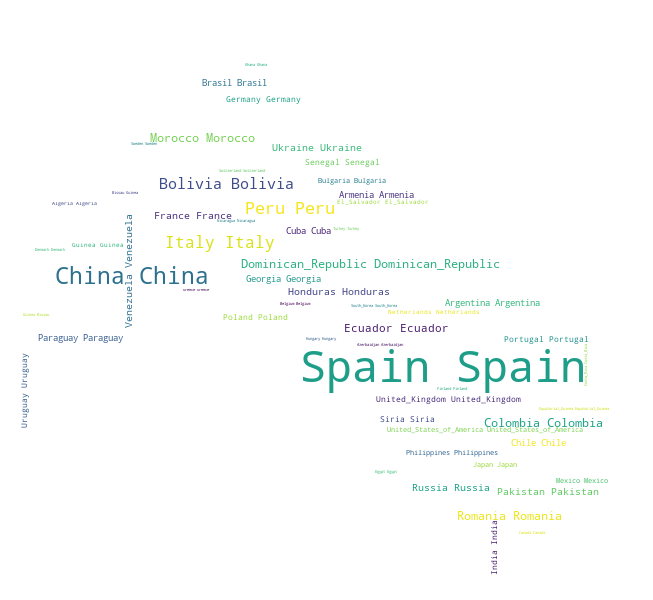 Ghana Ghana
Brasil Brasil
Germany Germany
Morocco Morocco
Sweden Sweden
Ukraine Ukraine
Senegal Senegal
Switzerland Switzerland
Bolivia Bolivia
Bulgaria Bulgaria
Armenia Armenia
El_Salvador El_Salvador
Algeria Algeria
Peru Peru
France France
Nicaragua Nicaragua
Cuba Cuba
Turkey Turkey
Venezuela Venezuela
Guinea Guinea
Denmark Denmark
Italy Italy
Dominican_Republic Dominican_Republic
China China
Georgia Georgia
Greece Greece
Honduras Honduras
Belgium Belgium
South_Korea South_Korea
Argentina Argentina
Netherlands Netherlands
Poland Poland
Ecuador Ecuador
Paraguay Paraguay
Hungary Hungary
Azerbaijan Azerbaijan
Portugal Portugal
Spain Spain
Uruguay Uruguay
Finland Finland
United_Kingdom United_Kingdom
Equatorial_Guinea Equatorial_Guinea
Siria Siria
Colombia Colombia
United_States_of_America United_States_of_America
Chile Chile
Philippines Philippines
Japan Japan
Mexico Mexico
Russia Russia
Pakistan Pakistan
Romania Romania
India India